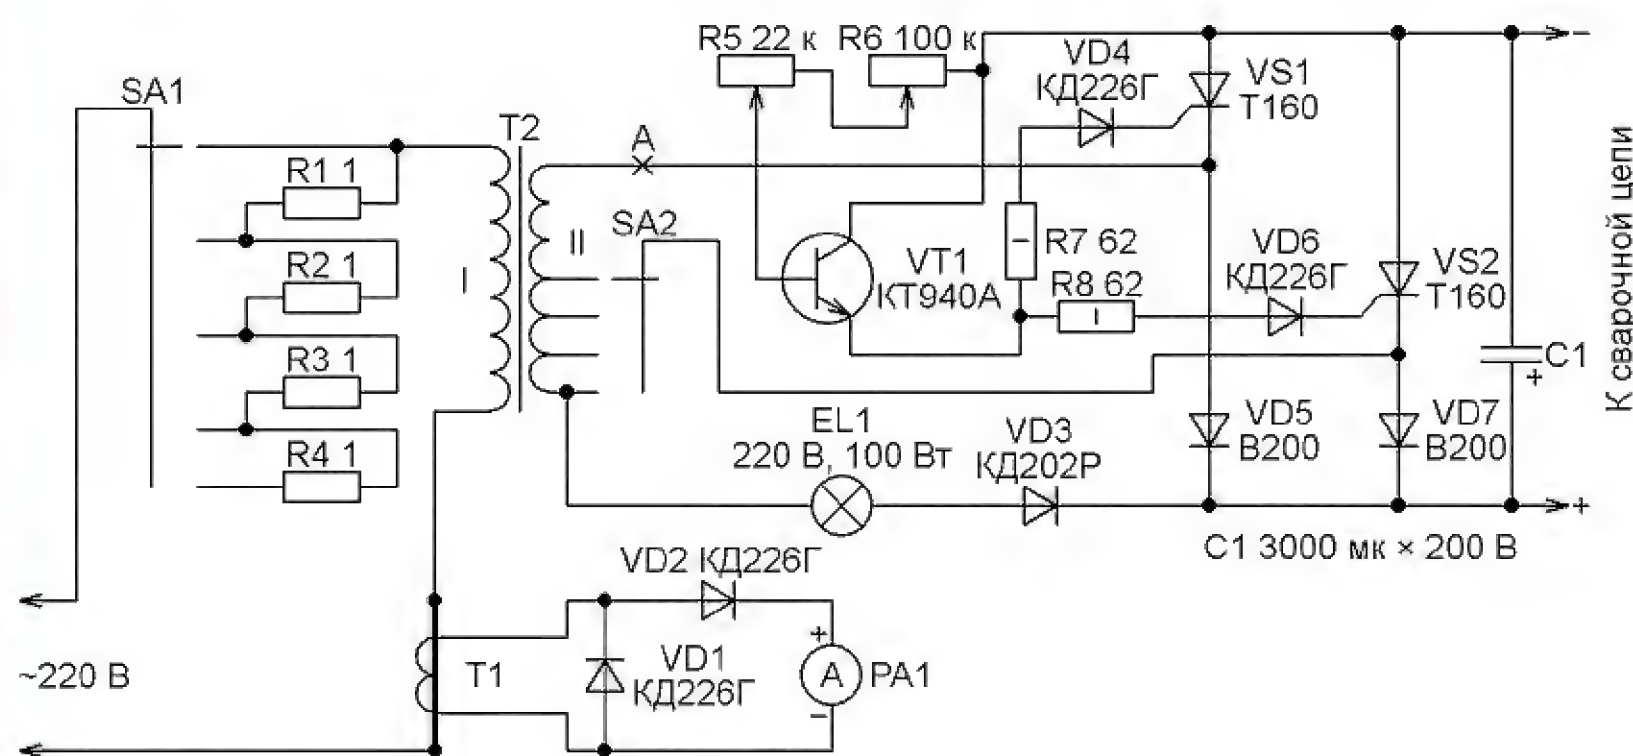 R5 22 к
R6 100 к
–
VD4
КД226Г
VS1
Т160
SA1
T2
А
R1 1
R2 1
R3 1
R4 1
I
II
SA2
VT1
КТ940А
R7 62
R8 62
VD6
КД226Г
VS2
Т160
C1
+
К сварочной цепи
EL1
220 В, 100 Вт
VD3
КД202Р
VD5
В200
VD7
В200
+
C1 3000 мк × 200 В
VD2 КД226Г
~220 В
T1
VD1
КД226Г
+
A
–
PA1